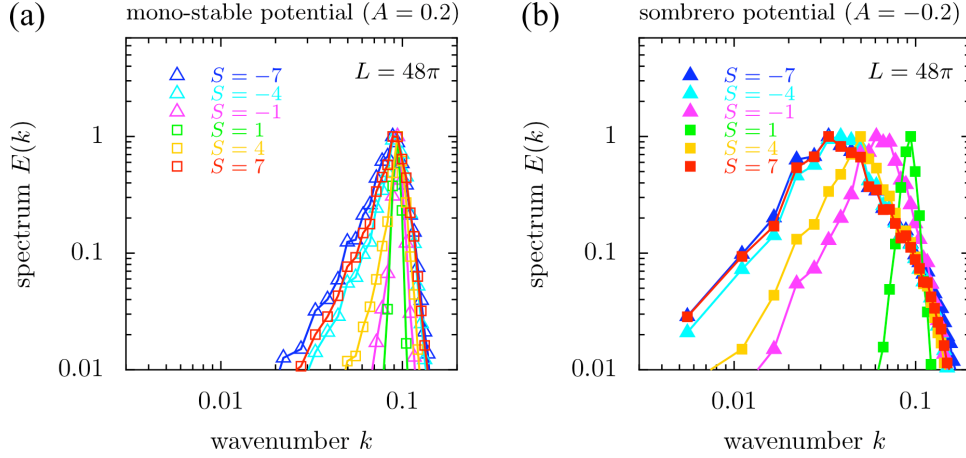 (a)
mono-stable potential (A = 0.2)
L = 48π
S = −7
S = −4
S = −1
S = 1
S = 4
S = 7
1
0.1
0.01
spectrum E(k)
0.01
0.1
wavenumber k
(b)
sombrero potential (A = −0.2)
L = 48π
S = −7
S = −4
S = −1
S = 1
S = 4
S = 7
1
0.1
0.01
spectrum E(k)
0.01
0.1
wavenumber k